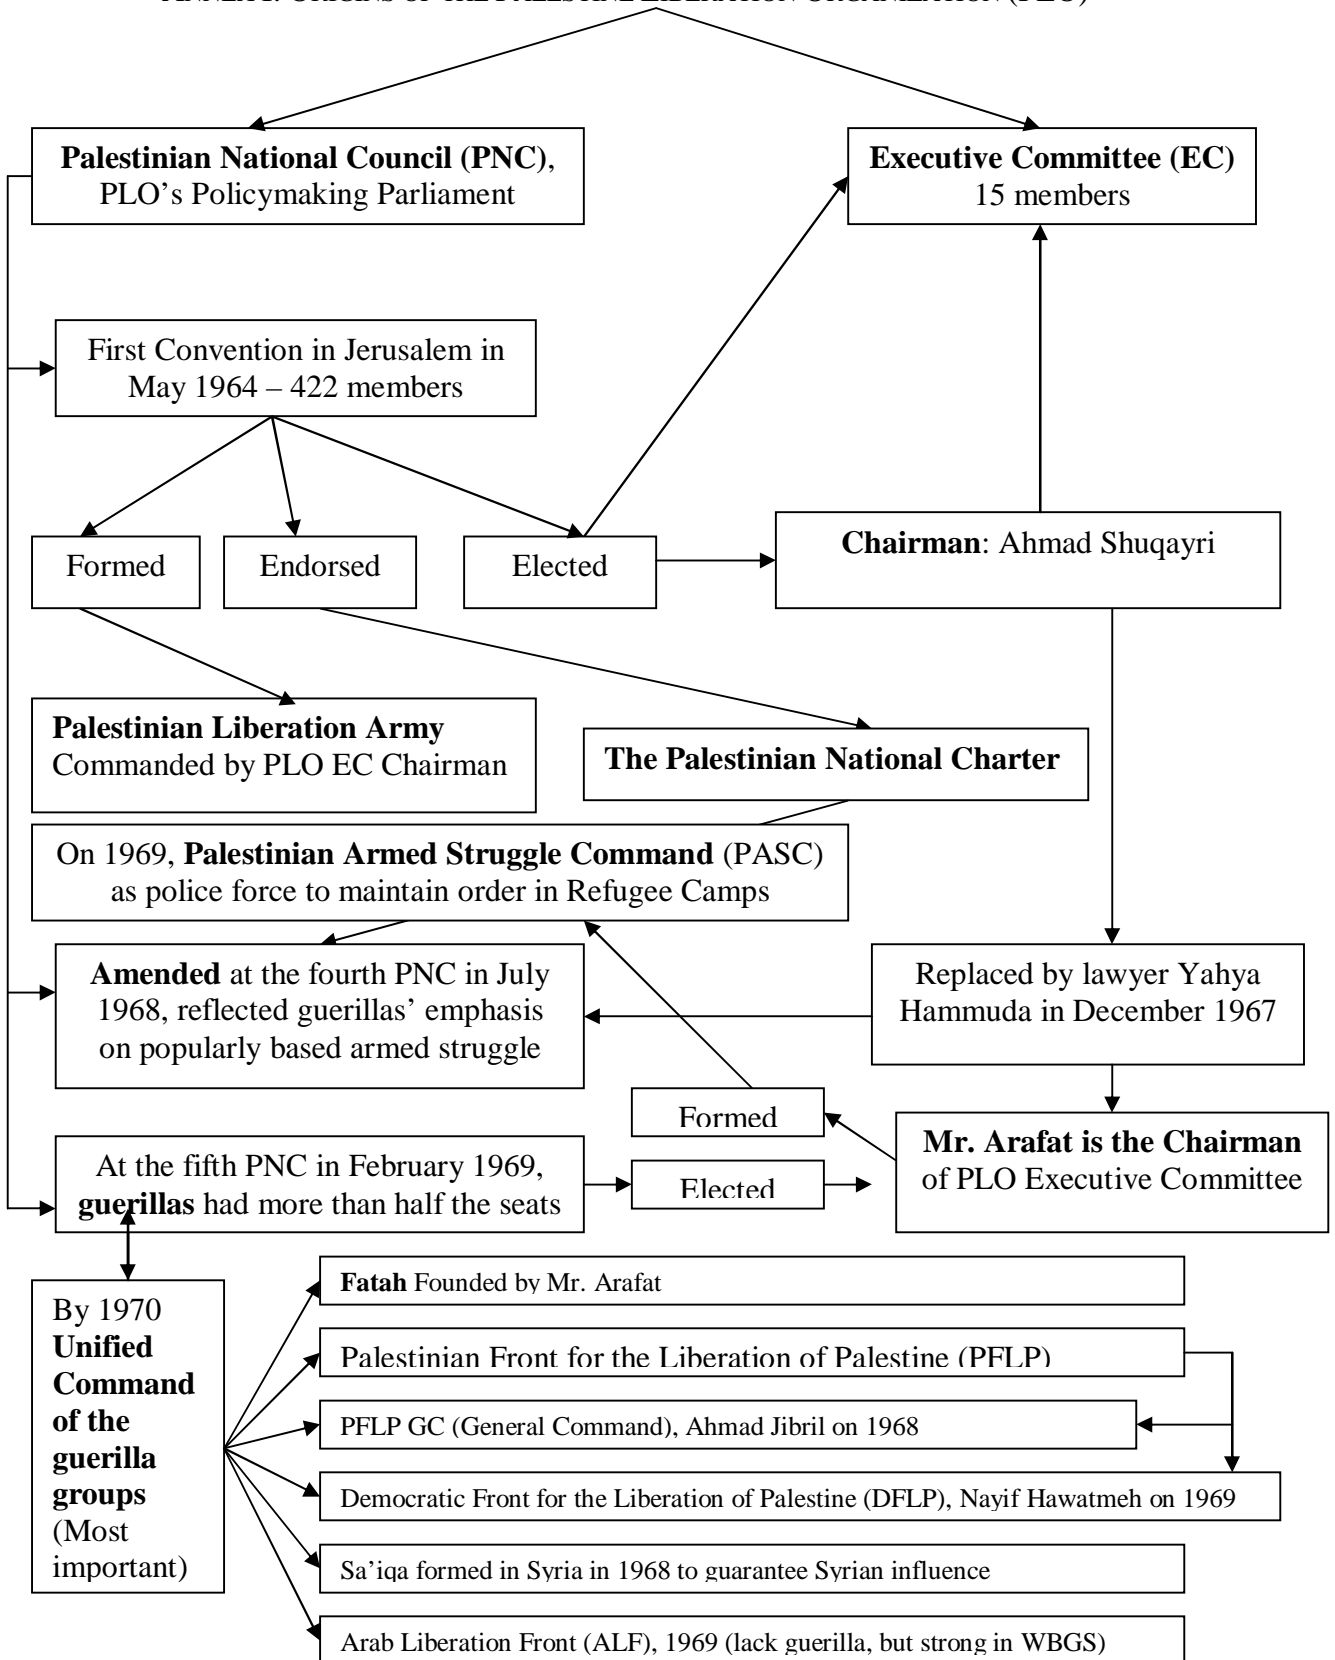 ANNEX I: ORIGINS OF THE PALESTINE LIBERATION ORGANIZATION (PLO)
Palestinian National Council (PNC),
PLO’s Policymaking Parliament
Executive Committee (EC)
15 members
First Convention in Jerusalem in
May 1964 – 422 members
Formed
Endorsed
Elected
Chairman: Ahmad Shuqayri
Palestinian Liberation Army
Commanded by PLO EC Chairman
The Palestinian National Charter
On 1969, Palestinian Armed Struggle Command (PASC)
as police force to maintain order in Refugee Camps
Amended at the fourth PNC in July
1968, reflected guerillas’ emphasis
on popularly based armed struggle
Replaced by lawyer Yahya
Hammuda in December 1967
Formed
Mr. Arafat is the Chairman
of PLO Executive Committee
At the fifth PNC in February 1969,
guerillas had more than half the seats
Elected
By 1970
Unified
Command
of the
guerilla
groups
(Most
important)
Fatah Founded by Mr. Arafat
Palestinian Front for the Liberation of Palestine (PFLP)
PFLP GC (General Command), Ahmad Jibril on 1968
Democratic Front for the Liberation of Palestine (DFLP), Nayif Hawatmeh on 1969
Sa’iqa formed in Syria in 1968 to guarantee Syrian influence
Arab Liberation Front (ALF), 1969 (lack guerilla, but strong in WBGS)